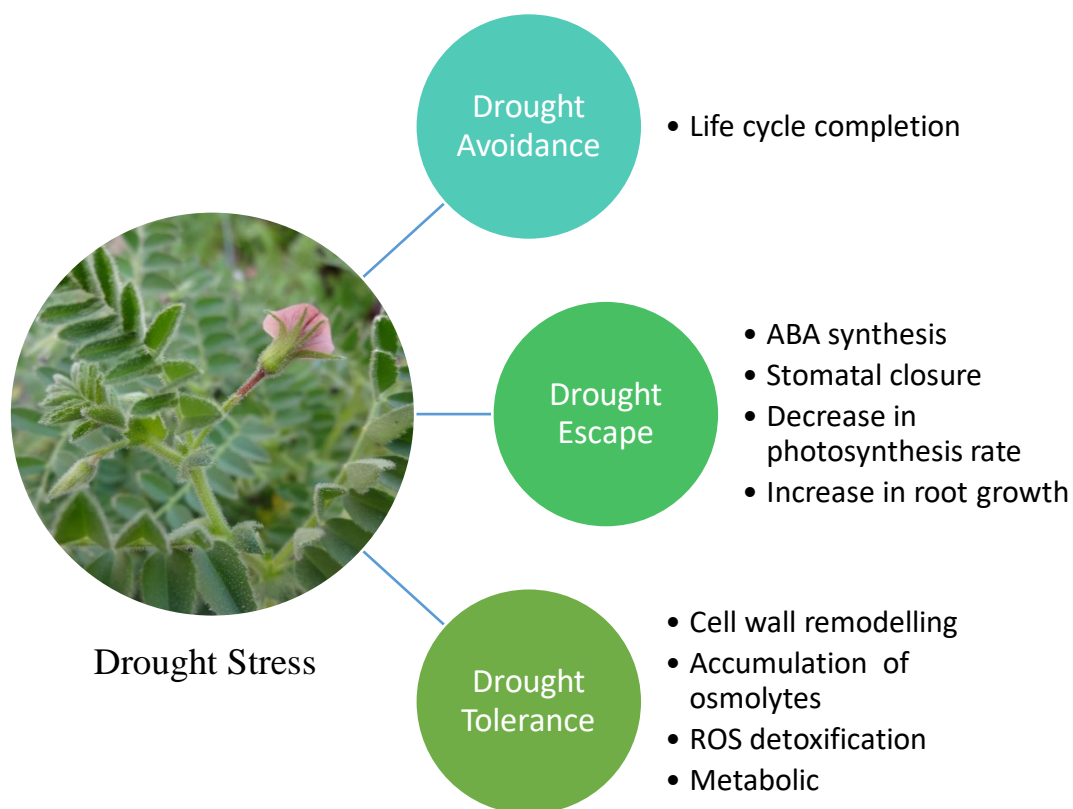 Drought
Avoidance
• Life cycle completion
Drought
Escape
• ABA synthesis
• Stomatal closure
• Decrease in
photosynthesis rate
• Increase in root growth
Drought Stress
Drought
Tolerance
• Cell wall remodelling
• Accumulation of
osmolytes
• ROS detoxification
• Metabolic